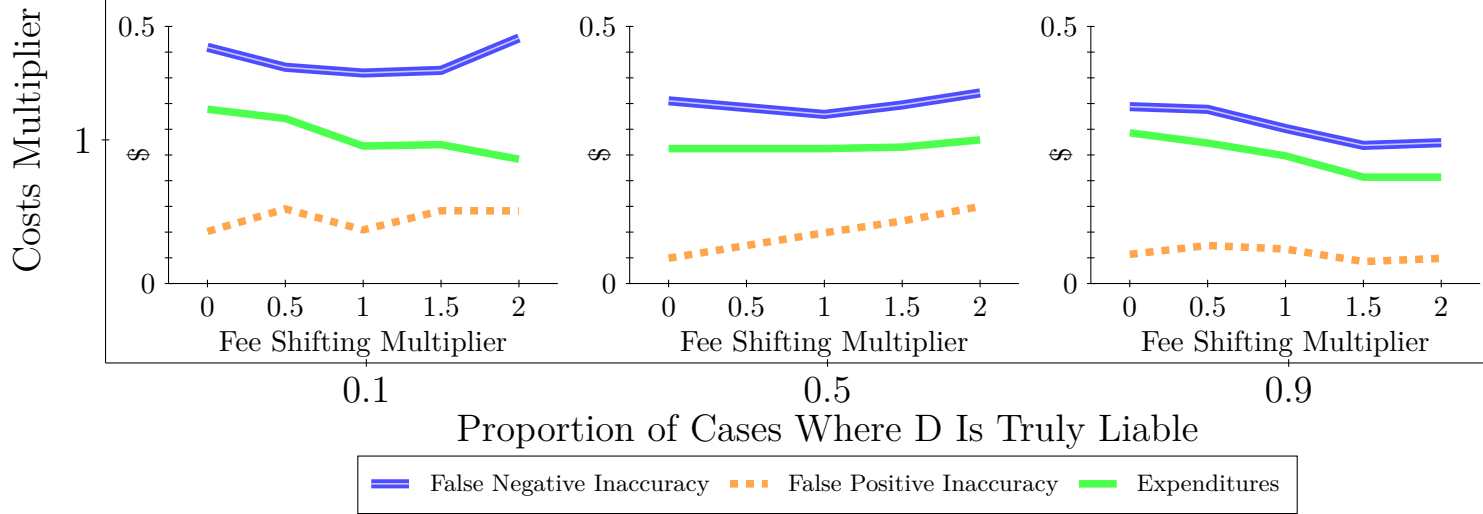 Costs Multiplier
1
0.5
$
0
0 0.5 1 1.5 2
Fee Shifting Multiplier
0.5
$
0
0 0.5 1 1.5 2
Fee Shifting Multiplier
0.5
$
0
0 0.5 1 1.5 2
Fee Shifting Multiplier
0.1 0.5 0.9
Proportion of Cases Where D Is Truly Liable
False Negative Inaccuracy False Positive Inaccuracy Expenditures